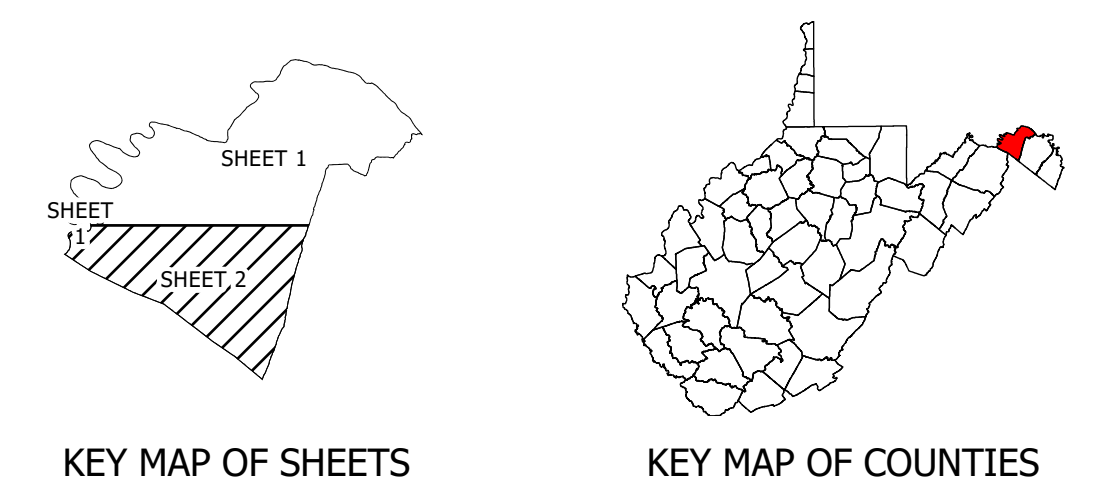 SHEET 1
SHEET
1
SHEET 2
KEY MAP OF SHEETS
KEY MAP OF COUNTIES